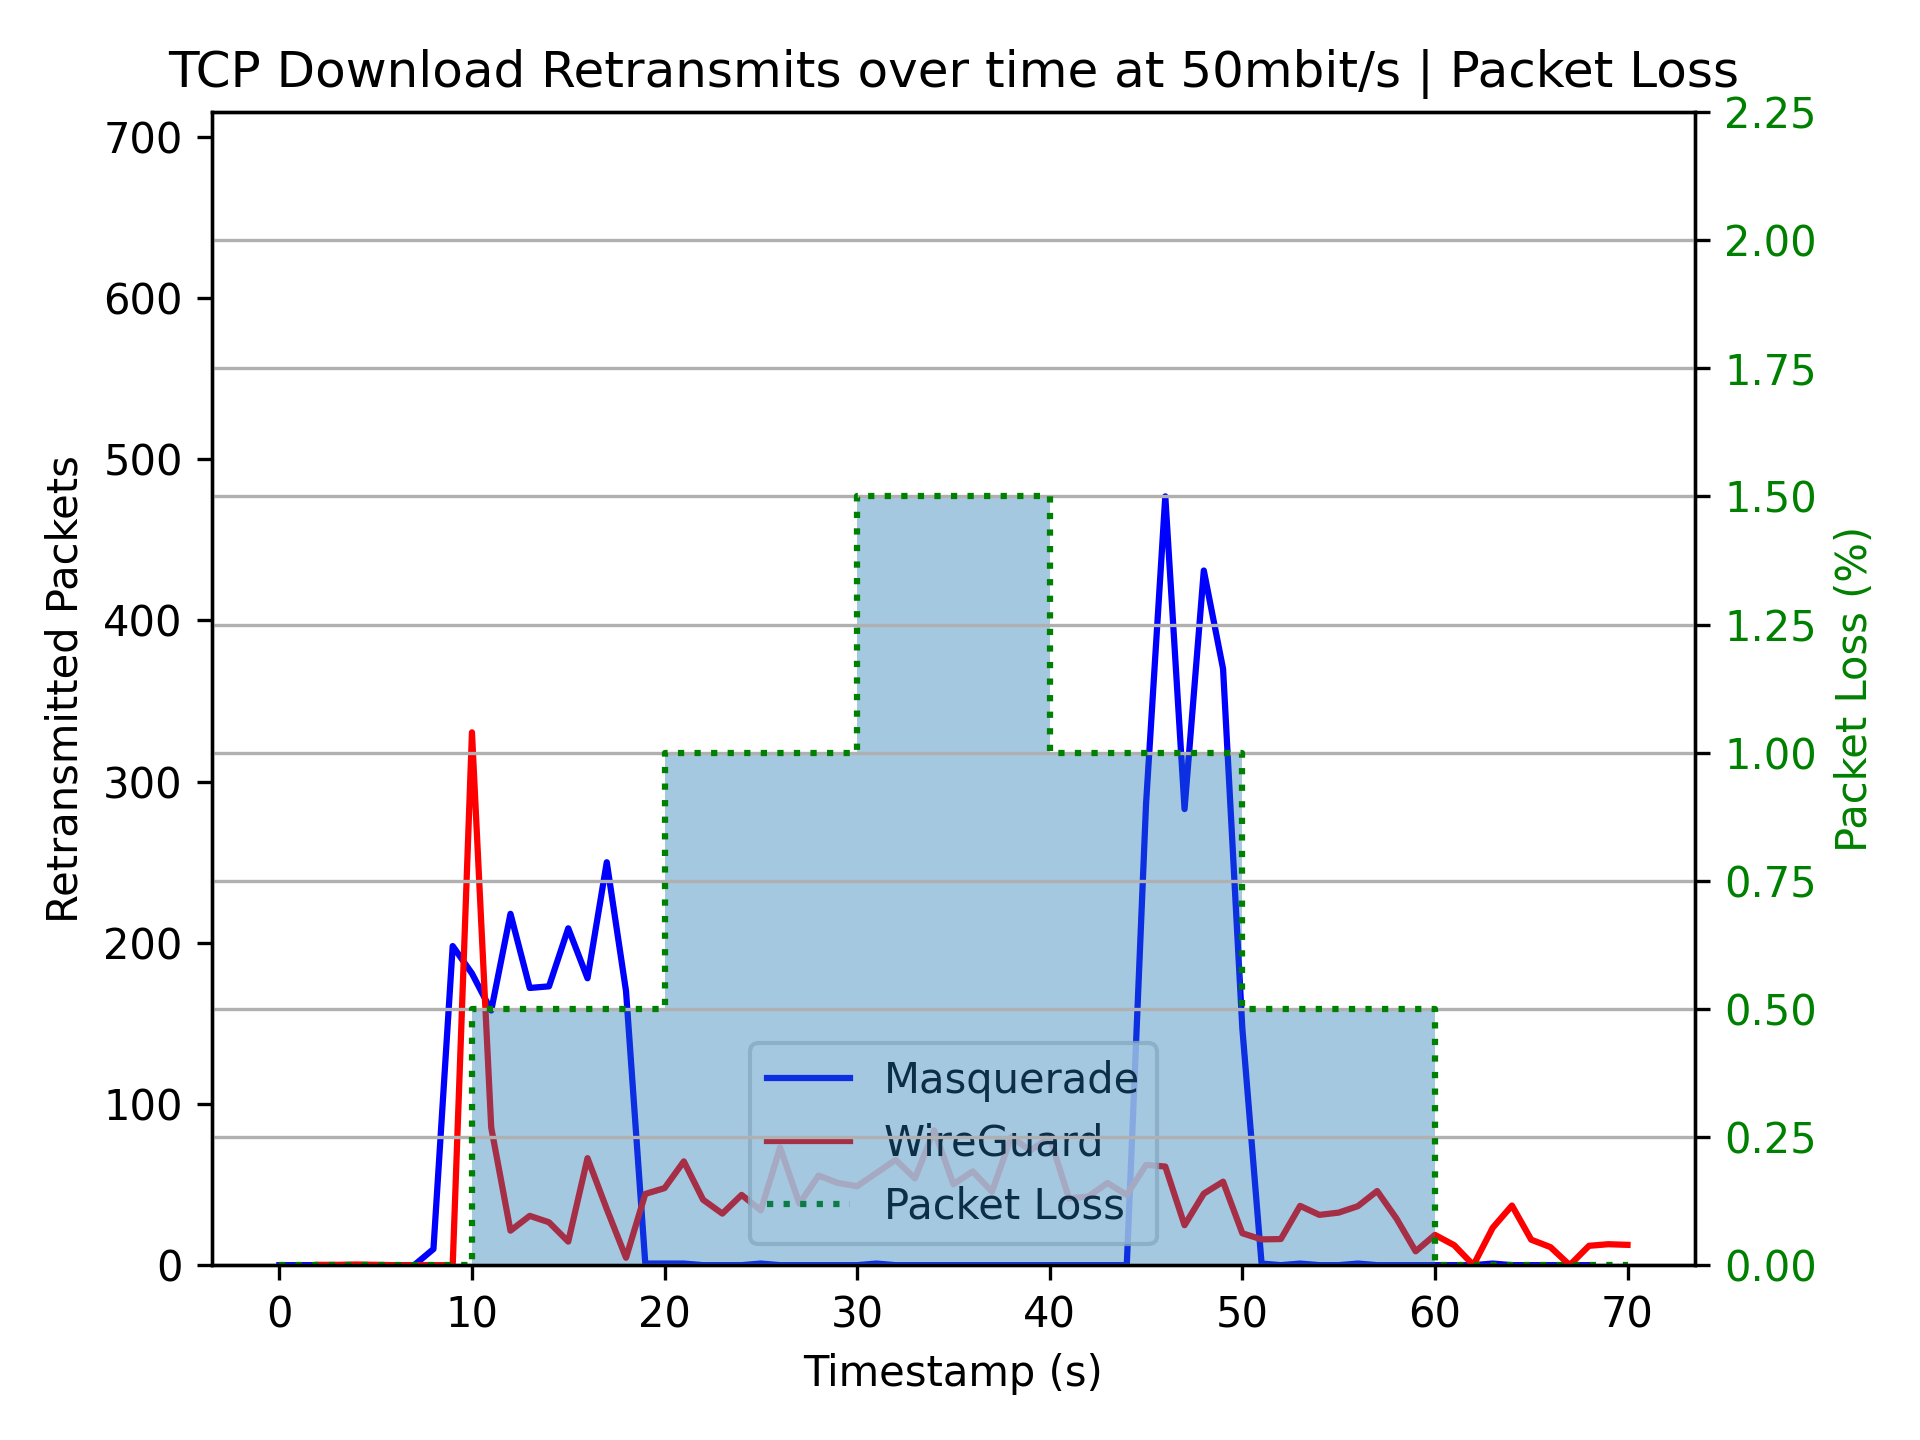 TCP Download Retransmits over time at 50mbit/s | Packet Loss
700
600
500
400
300
200
100
0
Retransmitted Packets
2.25
2.00
1.75
1.50
1.25
1.00
0.75
0.50
0.25
0.00
Packet Loss (%)
Masquerade
WireGuard
Packet Loss
0 10 20 30 40 50 60 70
Timestamp (s)